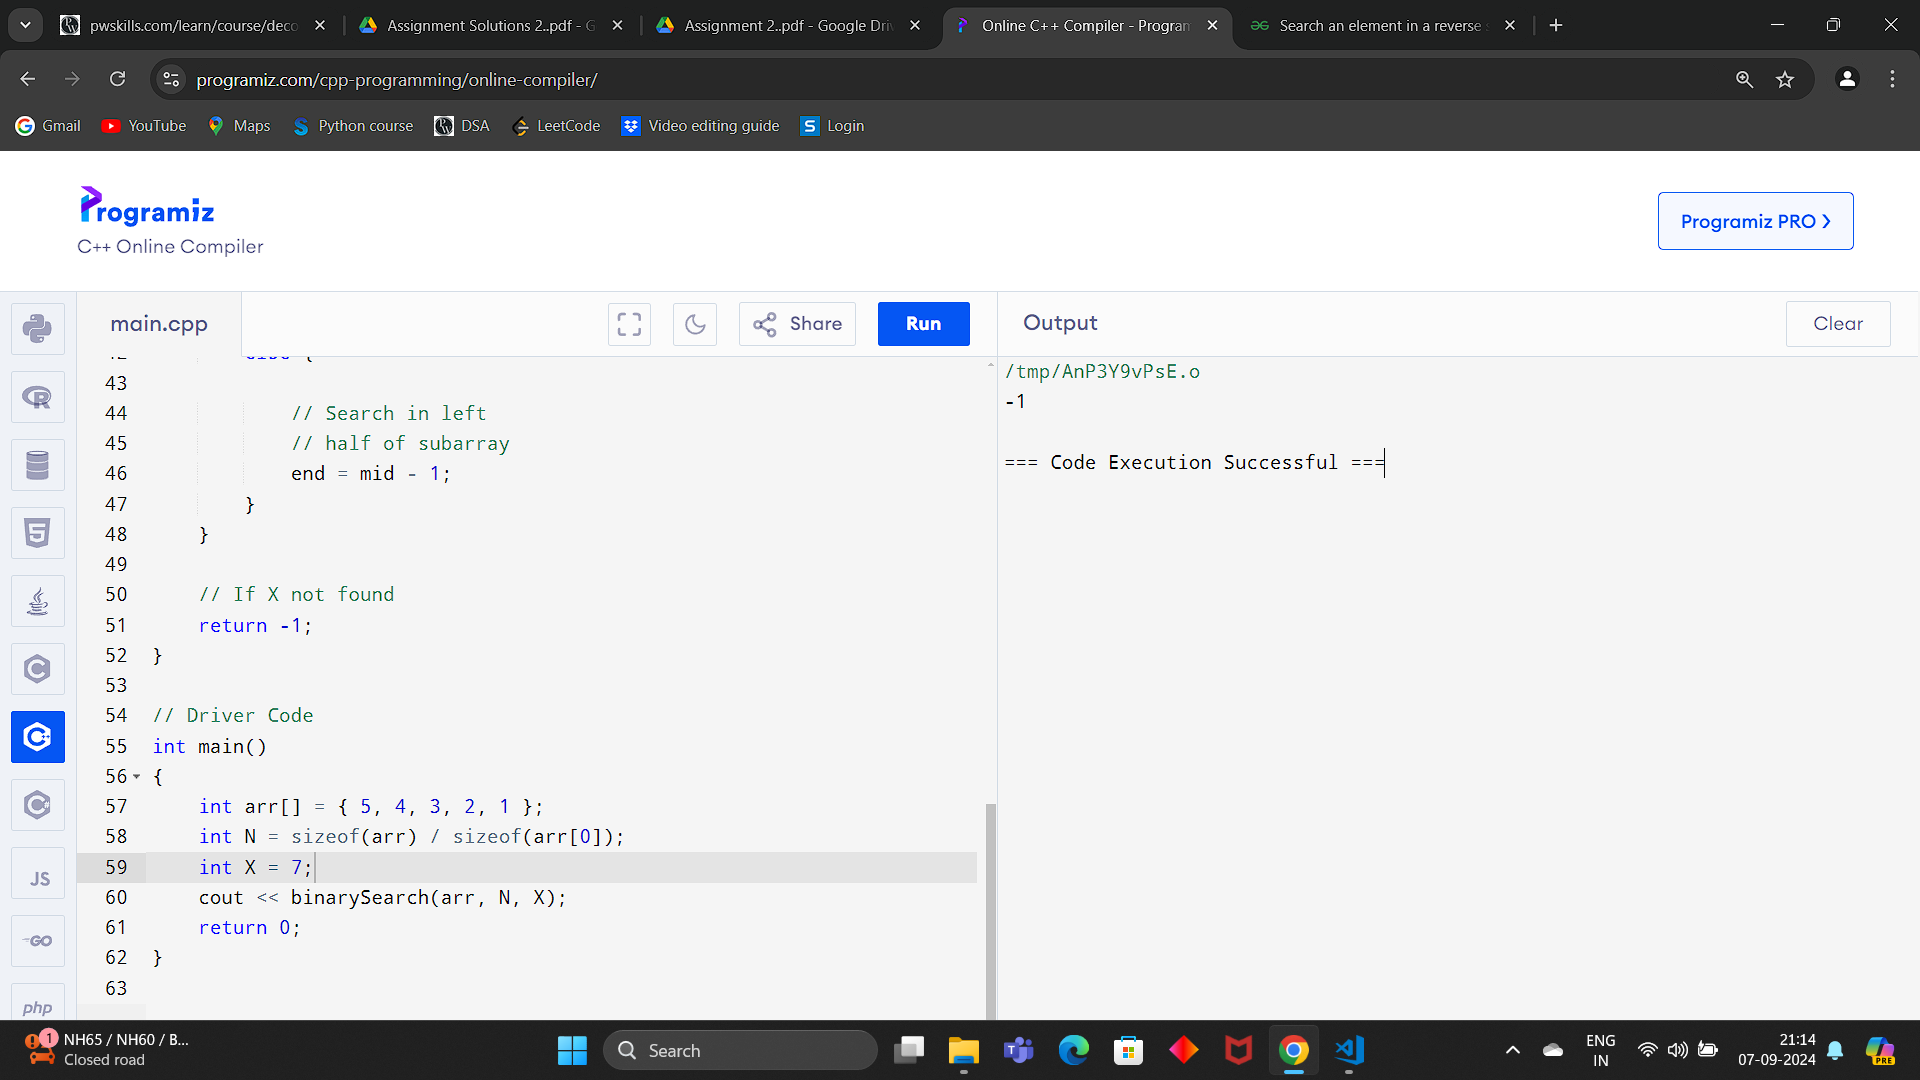 pwskills.com/learn/course/deco
Assignment Solutions 2..pdf - G
Assignment 2..pdf - Google Driv
Online C++ Compiler - Program
Search an element in a reverse s
programiz.com/cpp-programming/online-compiler/
Gmail
YouTube
Maps
Python course
DSA
LeetCode
Video editing guide
Login
Programiz
C++ Online Compiler
Programiz PRO >
main.cpp
Share
Run
Output
Clear
42 else {
43
44 // Search in left
45 // half of subarray
46 end = mid - 1;
47 }
48 }
49
50 // If X not found
51 return -1;
52 }
53
54 // Driver Code
55 int main()
56 {
57 int arr[] = { 5, 4, 3, 2, 1 };
58 int N = sizeof(arr) / sizeof(arr[0]);
59 int X = 7;
60 cout << binarySearch(arr, N, X);
61 return 0;
62 }
63
/tmp/AnP3Y9vPsE.o
-1
=== Code Execution Successful ===
JS
GO
php
1
NH65 / NH60 / B...
Closed road
Search
ENG
IN
21:14
07-09-2024
PRE